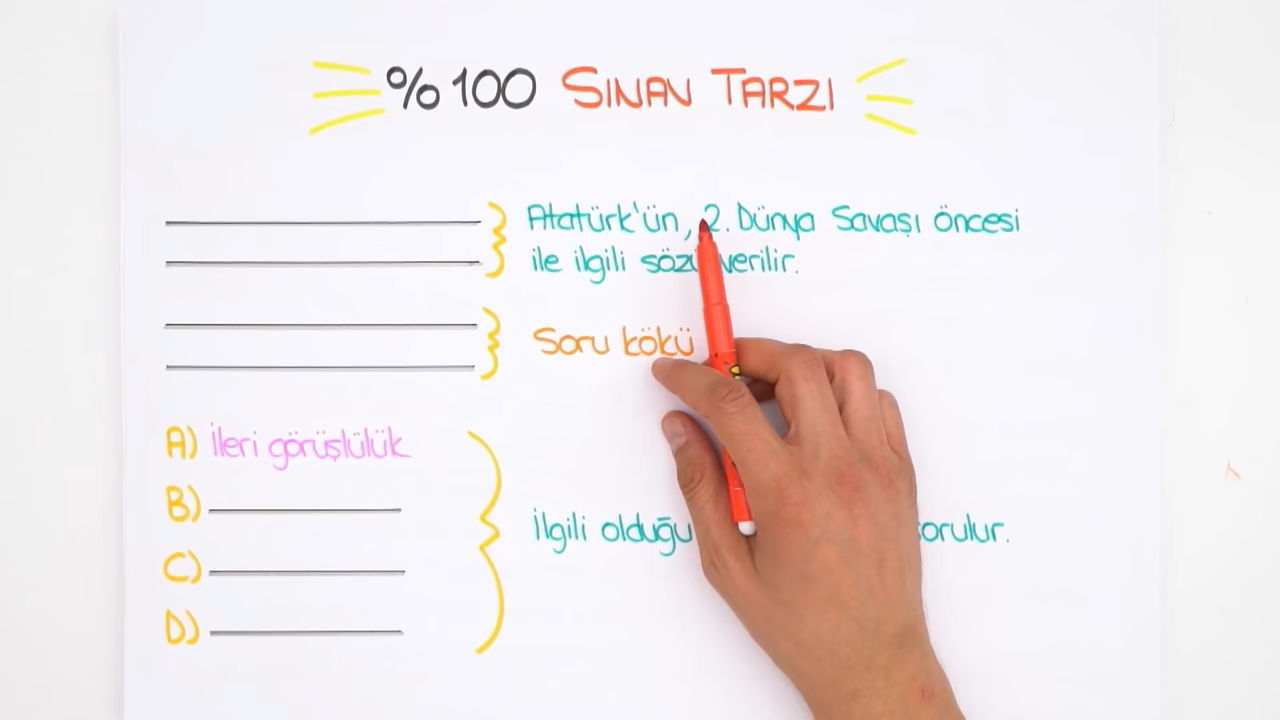 %100 SINAV TARZI
Atatürk'ün, 2. Dünya Savaşı öncesi
ile ilgili sözü verilir.
Soru kökü
A) İleri görüşlülük
B)
C)
D)
İlgili olduğu